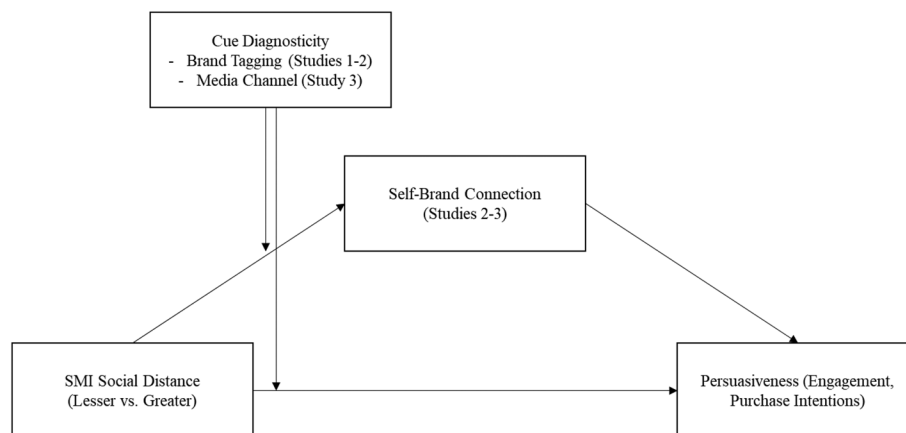 Cue Diagnosticity
- Brand Tagging (Studies 1-2)
- Media Channel (Study 3)
Self-Brand Connection
(Studies 2-3)
SMI Social Distance
(Lesser vs. Greater)
Persuasiveness (Engagement,
Purchase Intentions)